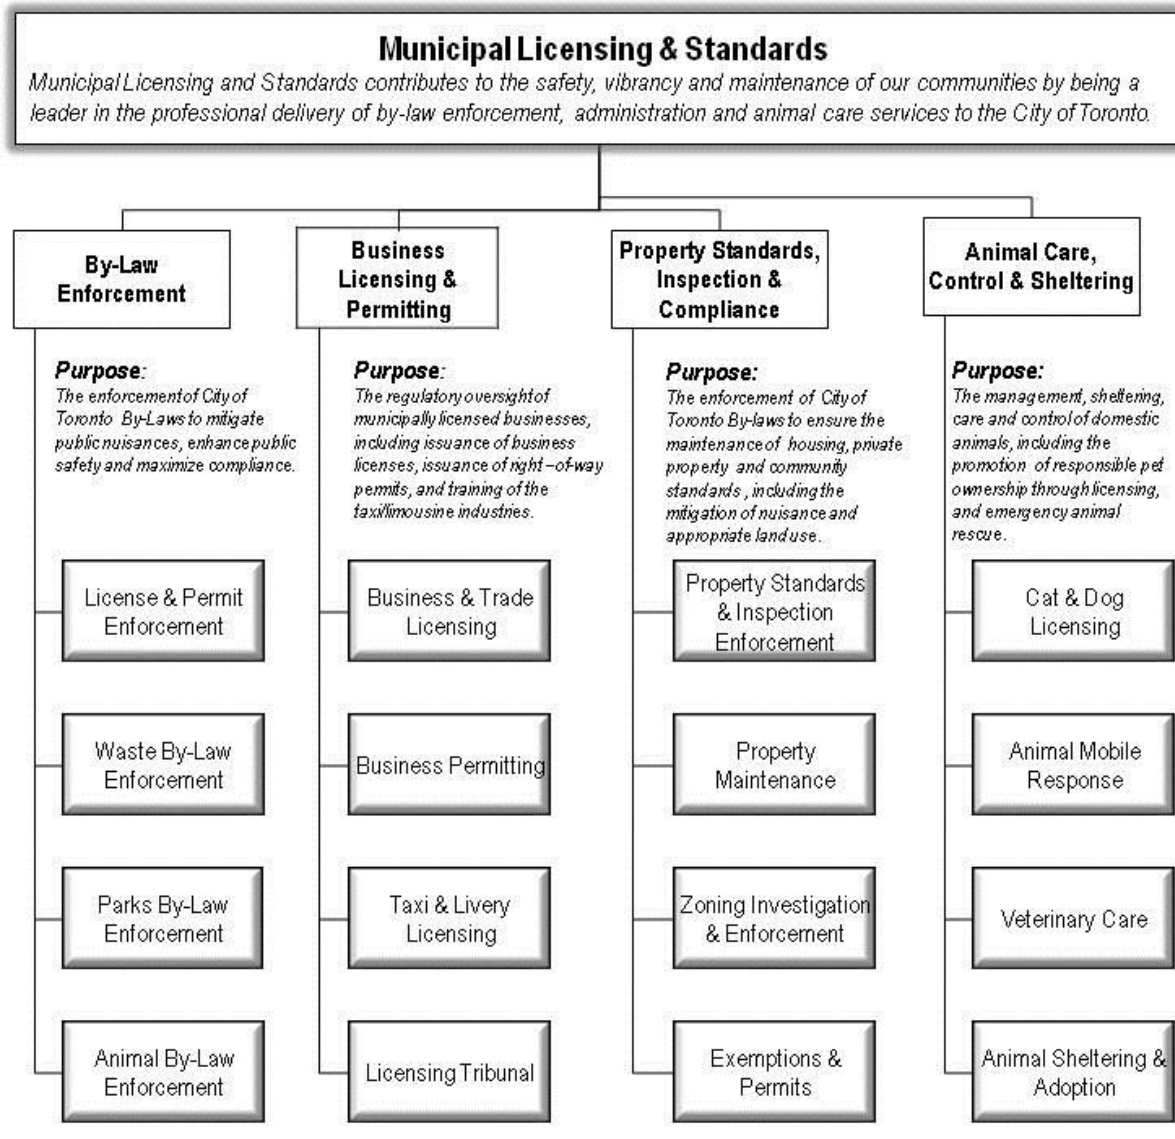 Municipal Licensing & Standards
Municipal Licensing and Standards contributes to the safety, vibrancy and maintenance of our communities by being a
leader in the professional delivery of by-law enforcement, administration and animal care services to the City of Toronto.
By-Law
Enforcement
Purpose:
The enforcement of City of
Toronto By-Laws to mitigate
public nuisances, enhance public
safety and maximize compliance.
License & Permit
Enforcement
Waste By-Law
Enforcement
Parks By-Law
Enforcement
Animal By-Law
Enforcement
Business
Licensing &
Permitting
Purpose:
The regulatory oversight of
municipally licensed businesses,
including issuance of business
licenses, issuance of right–of-way
permits, and training of the
taxi/limousine industries.
Business & Trade
Licensing
Business Permitting
Taxi & Livery
Licensing
Licensing Tribunal
Property Standards,
Inspection &
Compliance
Purpose:
The enforcement of City of
Toronto By-laws to ensure the
maintenance of housing, private
property and community
standards , including the
mitigation of nuisance and
appropriate land use.
Property Standards
& Inspection
Enforcement
Property
Maintenance
Zoning Investigation
& Enforcement
Exemptions &
Permits
Animal Care,
Control & Sheltering
Purpose:
The management, sheltering,
care and control of domestic
animals, including the
promotion of responsible pet
ownership through licensing,
and emergency animal
rescue.
Cat & Dog
Licensing
Animal Mobile
Response
Veterinary Care
Animal Sheltering &
Adoption